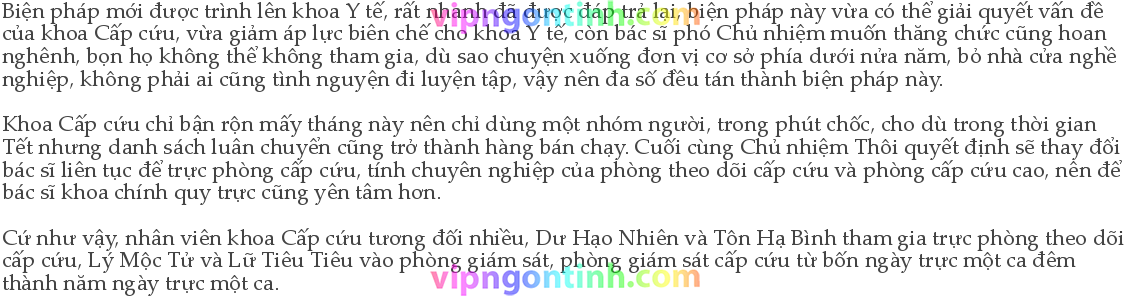 Biện pháp mới được trình lên khoa Y tế, rất nhanh đã được đáp trả lại, biện pháp này vừa có thể giải quyết vấn đề
của khoa Cấp cứu, vừa giảm áp lực biên chế cho khoa Y tế, còn bác sĩ phó Chủ nhiệm muốn thăng chức cũng hoan
nghênh, bọn họ không thể không tham gia, dù sao chuyện xuống đơn vị cơ sở phía dưới nửa năm, bỏ nhà cửa nghề
nghiệp, không phải ai cũng tình nguyện đi luyện tập, vậy nên đa số đều tán thành biện pháp này.
Khoa Cấp cứu chỉ bận rộn mấy tháng này nên chỉ dùng một nhóm người, trong phút chốc, cho dù trong thời gian
Tết nhưng danh sách luân chuyển cũng trở thành hàng bán chạy. Cuối cùng Chủ nhiệm Thôi quyết định sẽ thay đổi
bác sĩ liên tục để trực phòng cấp cứu, tính chuyên nghiệp của phòng theo dõi cấp cứu và phòng cấp cứu cao, nên để
bác sĩ khoa chính quy trực cũng yên tâm hơn.
Cứ như vậy, nhân viên khoa Cấp cứu tương đối nhiều, Dư Hạo Nhiên và Tôn Hạ Bình tham gia trực phòng theo dõi
cấp cứu, Lý Mộc Tử và Lữ Tiêu Tiêu vào phòng giám sát, phòng giám sát cấp cứu từ bốn ngày trực một ca đêm
thành năm ngày trực một ca.
vipngontinh.com
vipngontinh.com